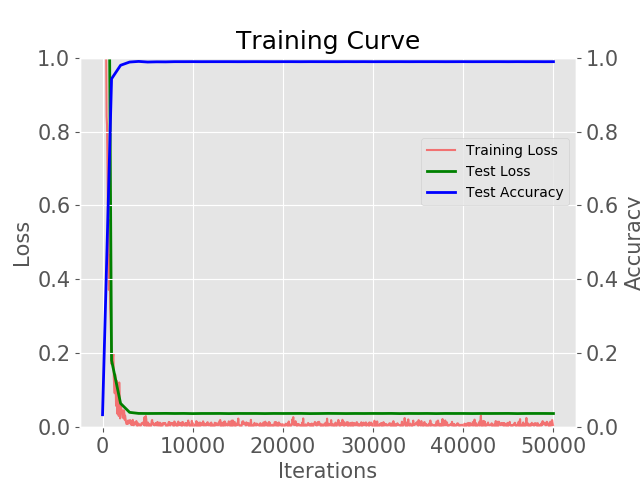 Training Curve
1.0
0.8
0.6
0.4
0.2
0.0
Loss
1.0
0.8
0.6
0.4
0.2
0.0
Accuracy
Training Loss
Test Loss
Test Accuracy
0 10000 20000 30000 40000 50000
Iterations